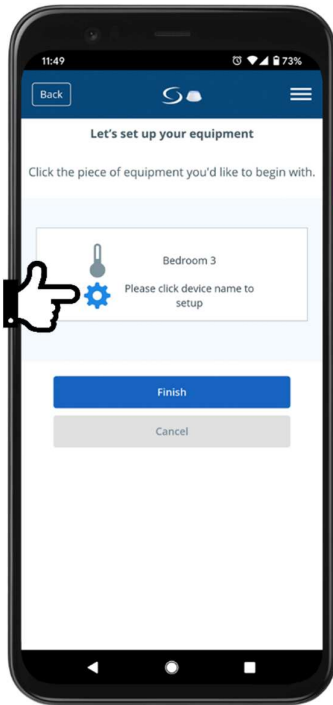 11:49
73%
Back
Let's set up your equipment
Click the piece of equipment you'd like to begin with.
Bedroom 3
Please click device name to
setup
Finish
Cancel